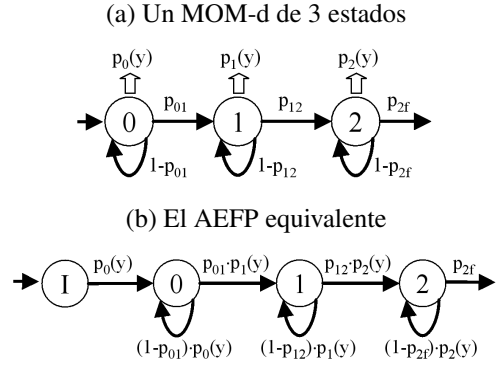 (a) Un MOM-d de 3 estados
p₀(y) p₁(y) p₂(y)
0 p₀₁ 1 p₁₂ 2 p₂f
1-p₀₁ 1-p₁₂ 1-p₂f
(b) El AEFP equivalente
I p₀(y) 0 p₀₁·p₁(y) 1 p₁₂·p₂(y) 2 p₂f
(1-p₀₁)·p₀(y) (1-p₁₂)·p₁(y) (1-p₂f)·p₂(y)